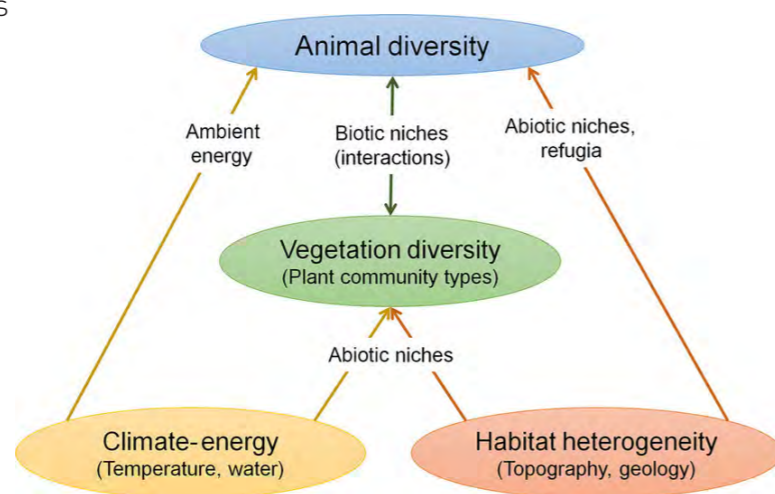 s
Animal diversity
Ambient
energy
Biotic niches
(interactions)
Abiotic niches,
refugia
Vegetation diversity
(Plant community types)
Abiotic niches
Climate-energy
(Temperature, water)
Habitat heterogeneity
(Topography, geology)